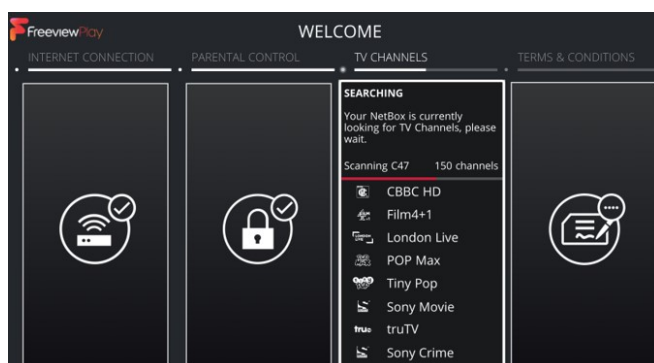 FreeviewPlay
WELCOME
INTERNET CONNECTION
PARENTAL CONTROL
TV CHANNELS
TERMS & CONDITIONS
SEARCHING
Your NetBox is currently
looking for TV Channels, please
wait.
Scanning C47 150 channels
CBBC HD
Film4+1
London Live
POP Max
Tiny Pop
Sony Movie
true truTV
Sony Crime